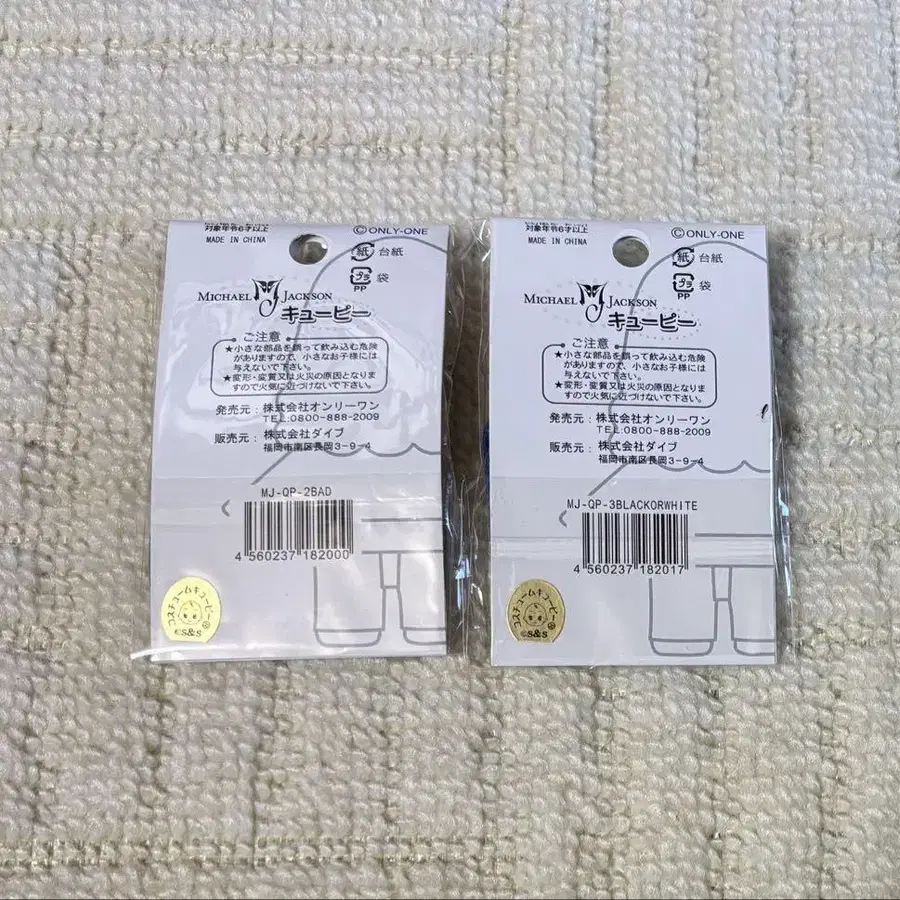 対象年令6才以上
MADE IN CHINA
©ONLY-ONE
紙 台紙
プラ 袋
PP
MICHAEL MJ JACKSON
キューピー
ご注意
★小さな部品を誤って飲み込む危険
がありますので、小さなお子様には
与えないで下さい。
★変形・変質又は火災の原因となりま
すので火気に近づけないで下さい。
発売元：株式会社オンリーワン
TEL:0800-888-2009
販売元：株式会社ダイブ
福岡市南区長岡3-9-4
MJ-QP-2BAD
4 560237 182000
コスチュームキューピー
©S&S
対象年令6才以上
MADE IN CHINA
©ONLY-ONE
紙 台紙
プラ 袋
PP
MICHAEL MJ JACKSON
キューピー
ご注意
★小さな部品を誤って飲み込む危険
がありますので、小さなお子様には
与えないで下さい。
★変形・変質又は火災の原因となりま
すので火気に近づけないで下さい。
発売元：株式会社オンリーワン
TEL:0800-888-2009
販売元：株式会社ダイブ
福岡市南区長岡3-9-4
MJ-QP-3BLACKORWHITE
4 560237 182017
コスチュームキューピー
©S&S